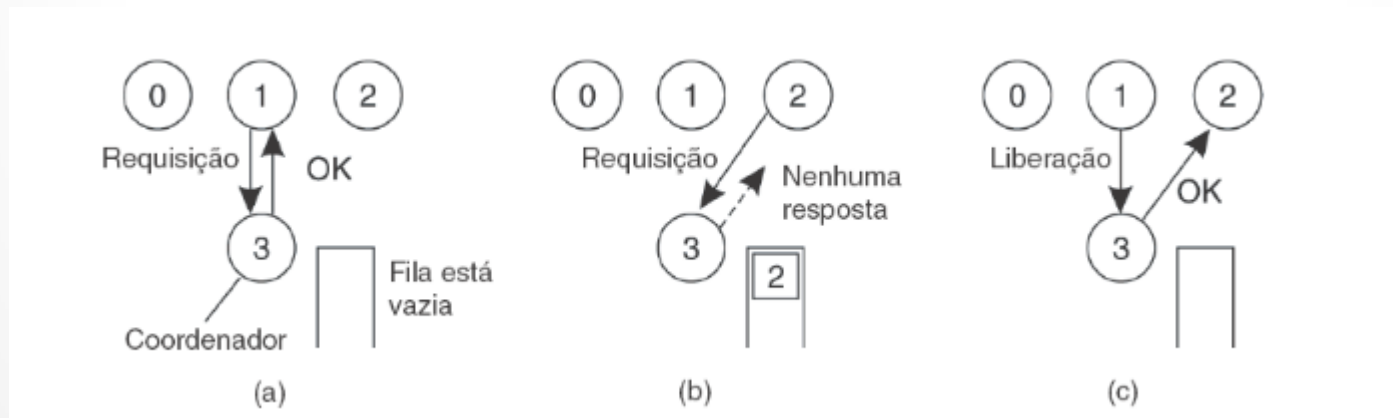 0
1
2
Requisição
OK
3
Fila está
vazia
Coordenador
(a)
0
1
2
Requisição
Nenhuma
resposta
3
2
(b)
0
1
2
Liberação
OK
3
(c)